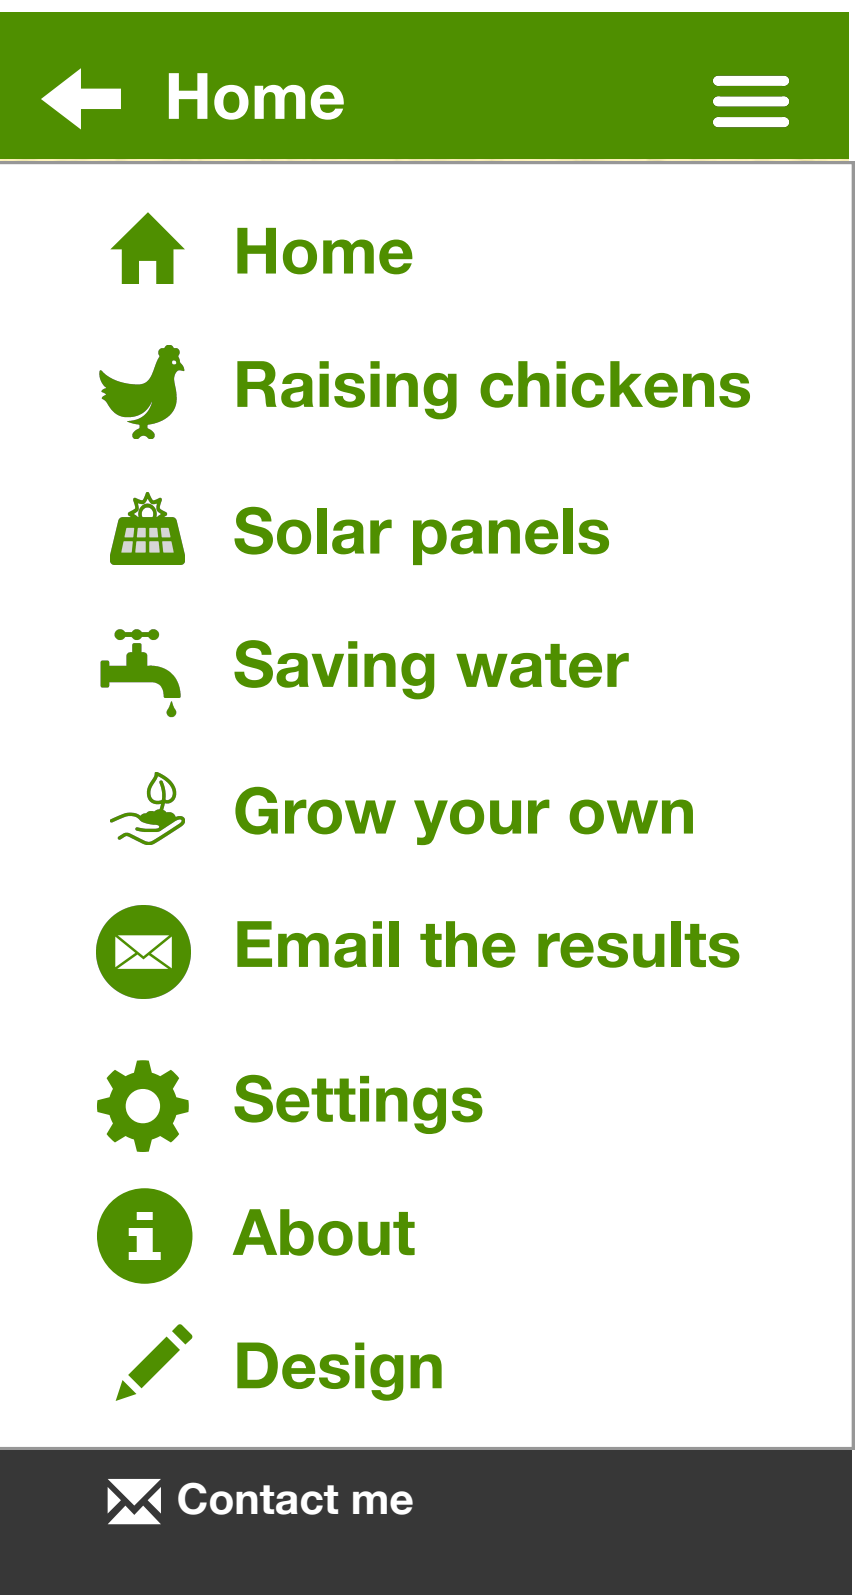 Home
Home
Raising chickens
Solar panels
Saving water
Grow your own
Email the results
Settings
About
Design
Contact me